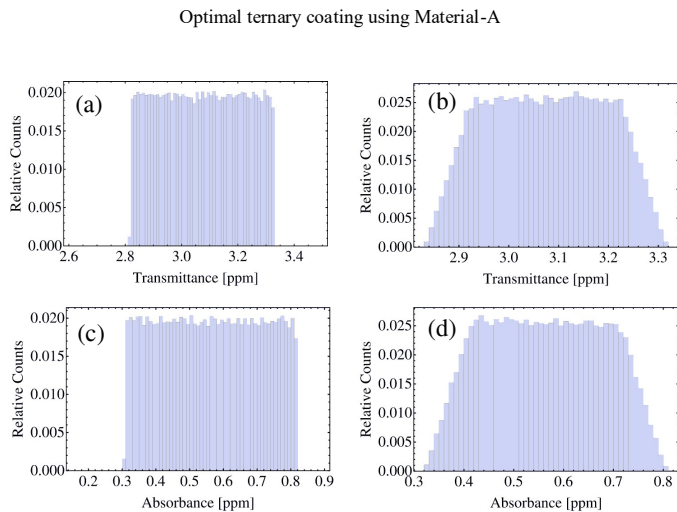 Optimal ternary coating using Material-A
(a)
Relative Counts
0.020
0.015
0.010
0.005
0.000
2.6 2.8 3.0 3.2 3.4
Transmittance [ppm]
(b)
Relative Counts
0.025
0.020
0.015
0.010
0.005
0.000
2.9 3.0 3.1 3.2 3.3
Transmittance [ppm]
(c)
Relative Counts
0.020
0.015
0.010
0.005
0.000
0.2 0.3 0.4 0.5 0.6 0.7 0.8 0.9
Absorbance [ppm]
(d)
Relative Counts
0.025
0.020
0.015
0.010
0.005
0.000
0.3 0.4 0.5 0.6 0.7 0.8
Absorbance [ppm]